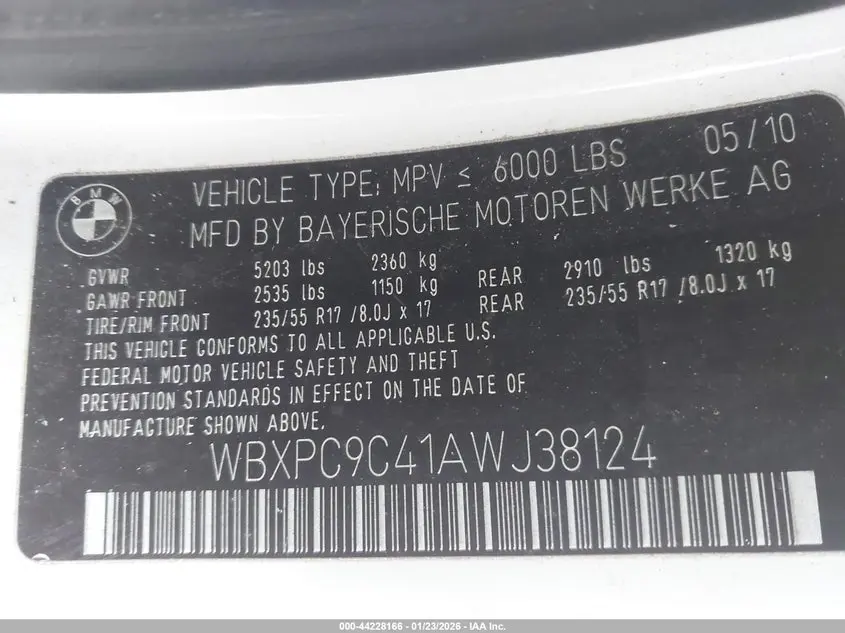 BMW
VEHICLE TYPE: MPV ≤ 6000 LBS 05/10
MFD BY BAYERISCHE MOTOREN WERKE AG
GVWR 5203 lbs 2360 kg
GAWR FRONT 2535 lbs 1150 kg REAR 2910 lbs 1320 kg
TIRE/RIM FRONT 235/55 R17 /8.0J x 17 REAR 235/55 R17 /8.0J x 17
THIS VEHICLE CONFORMS TO ALL APPLICABLE U.S.
FEDERAL MOTOR VEHICLE SAFETY AND THEFT
PREVENTION STANDARDS IN EFFECT ON THE DATE OF
MANUFACTURE SHOWN ABOVE.
WBXPC9C41AWJ38124
000-44228166 - 01/23/2026 - IAA Inc.